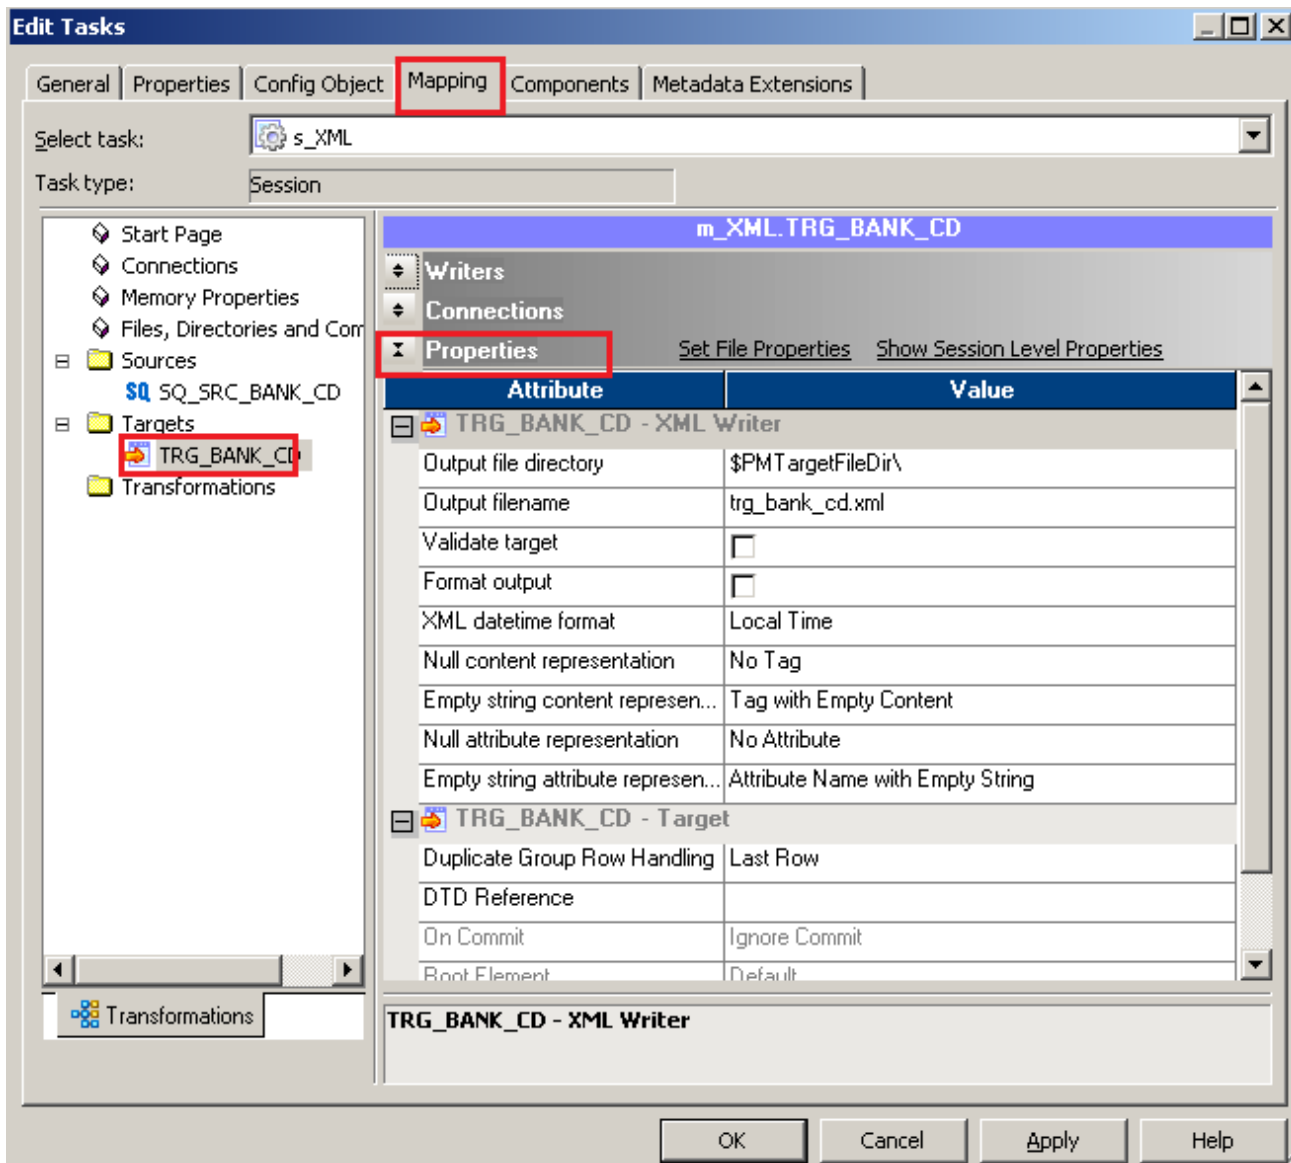 Edit Tasks
General Properties Config Object Mapping Components Metadata Extensions
Select task: s_XML
Task type: Session
Start Page
Connections
Memory Properties
Files, Directories and Com
Sources
SQ SQ_SRC_BANK_CD
Targets
TRG_BANK_CD
Transformations
Transformations
m_XML.TRG_BANK_CD
Writers
Connections
Properties Set File Properties Show Session Level Properties
Attribute Value
TRG_BANK_CD - XML Writer
Output file directory $PMTargetFileDir\
Output filename trg_bank_cd.xml
Validate target
Format output
XML datetime format Local Time
Null content representation No Tag
Empty string content represen... Tag with Empty Content
Null attribute representation No Attribute
Empty string attribute represen... Attribute Name with Empty String
TRG_BANK_CD - Target
Duplicate Group Row Handling Last Row
DTD Reference
On Commit Ignore Commit
Root Element Default
TRG_BANK_CD - XML Writer
OK Cancel Apply Help